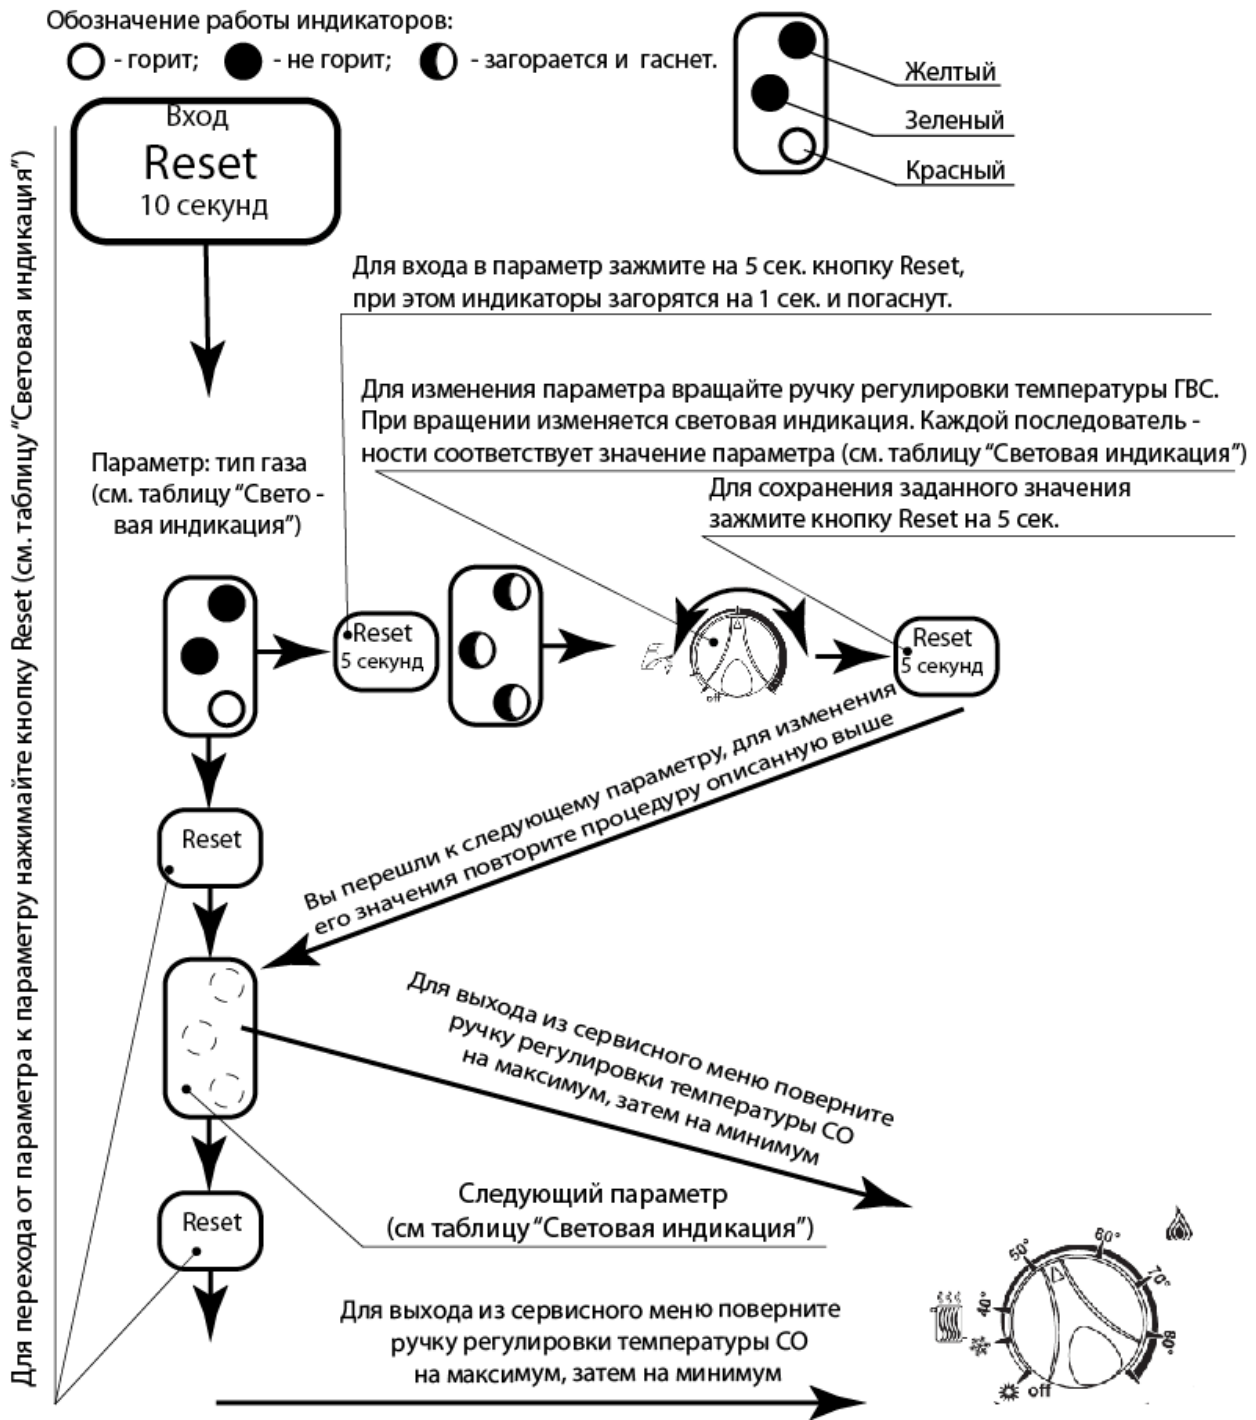 Обозначение работы индикаторов:
- горит; - не горит; - загорается и гаснет.
Желтый
Зеленый
Красный
Вход
Reset
10 секунд
Для перехода от параметра к параметру нажимайте кнопку Reset (см. таблицу "Световая индикация")
Для входа в параметр зажмите на 5 сек. кнопку Reset,
при этом индикаторы загорятся на 1 сек. и погаснут.
Для изменения параметра вращайте ручку регулировки температуры ГВС.
При вращении изменяется световая индикация. Каждой последователь -
ности соответствует значение параметра (см. таблицу "Световая индикация")
Параметр: тип газа
(см. таблицу "Свето -
вая индикация")
Для сохранения заданного значения
зажмите кнопку Reset на 5 сек.
Reset
5 секунд
off
Reset
5 секунд
Вы перешли к следующему параметру, для изменения
его значения повторите процедуру описанную выше
Reset
Для выхода из сервисного меню поверните
ручку регулировки температуры СО
на максимум, затем на минимум
Следующий параметр
(см таблицу "Световая индикация")
Reset
Для выхода из сервисного меню поверните
ручку регулировки температуры СО
на максимум, затем на минимум
40°
50°
60°
70°
80°
off